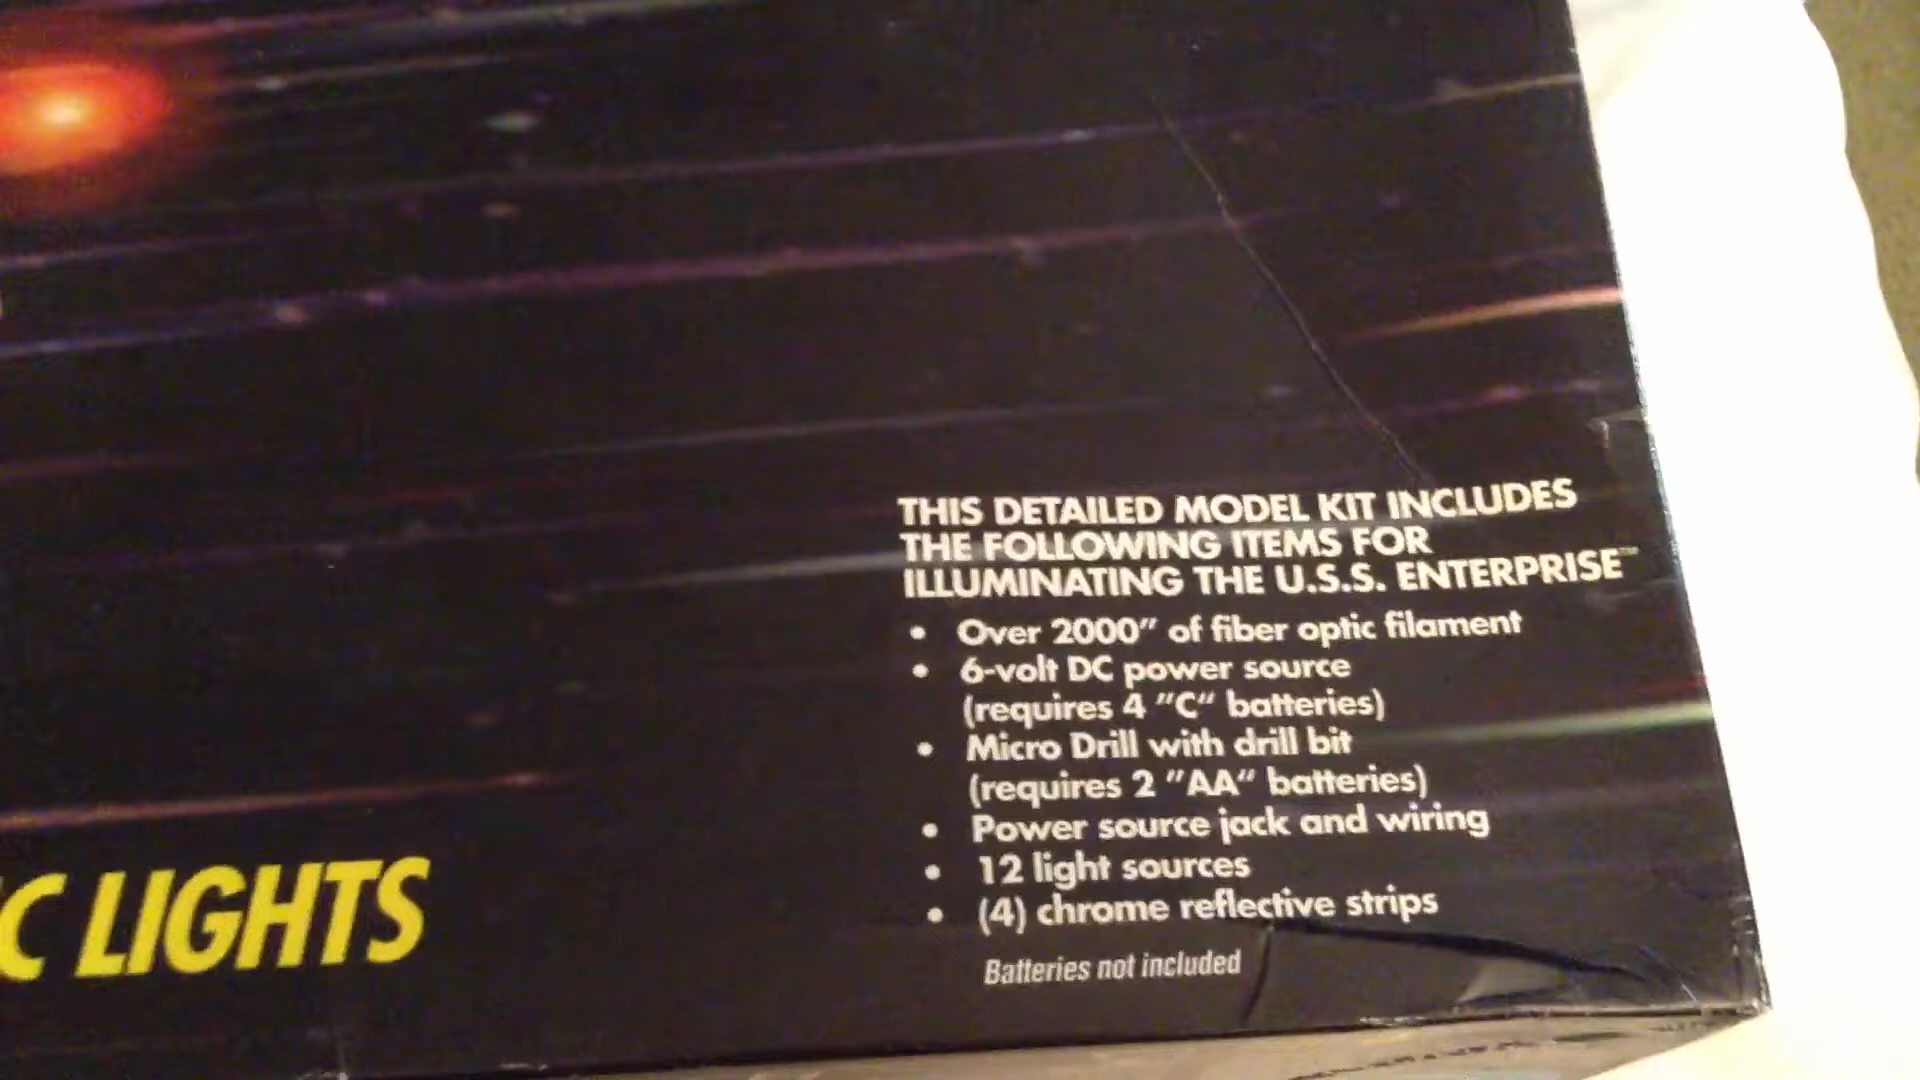 THIS DETAILED MODEL KIT INCLUDES
THE FOLLOWING ITEMS FOR
ILLUMINATING THE U.S.S. ENTERPRISE™
• Over 2000" of fiber optic filament
• 6-volt DC power source
(requires 4 "C" batteries)
• Micro Drill with drill bit
(requires 2 "AA" batteries)
• Power source jack and wiring
• 12 light sources
• (4) chrome reflective strips
Batteries not included
C LIGHTS